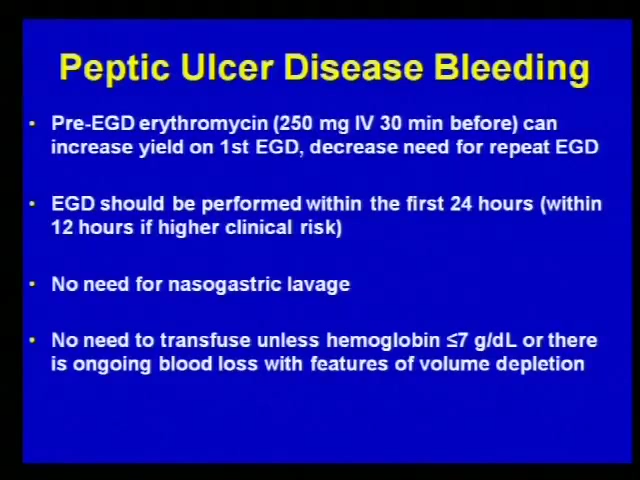 Peptic Ulcer Disease Bleeding
• Pre-EGD erythromycin (250 mg IV 30 min before) can
increase yield on 1st EGD, decrease need for repeat EGD
• EGD should be performed within the first 24 hours (within
12 hours if higher clinical risk)
• No need for nasogastric lavage
• No need to transfuse unless hemoglobin ≤7 g/dL or there
is ongoing blood loss with features of volume depletion